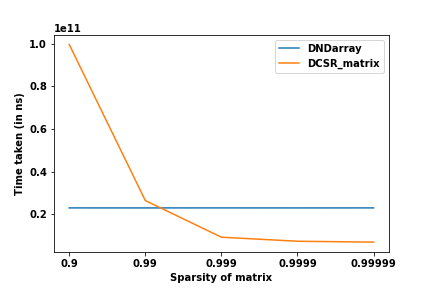 1e11
DNDarray
DCSR_matrix
1.0
0.8
0.6
0.4
0.2
Time taken (in ns)
0.9 0.99 0.999 0.9999 0.99999
Sparsity of matrix